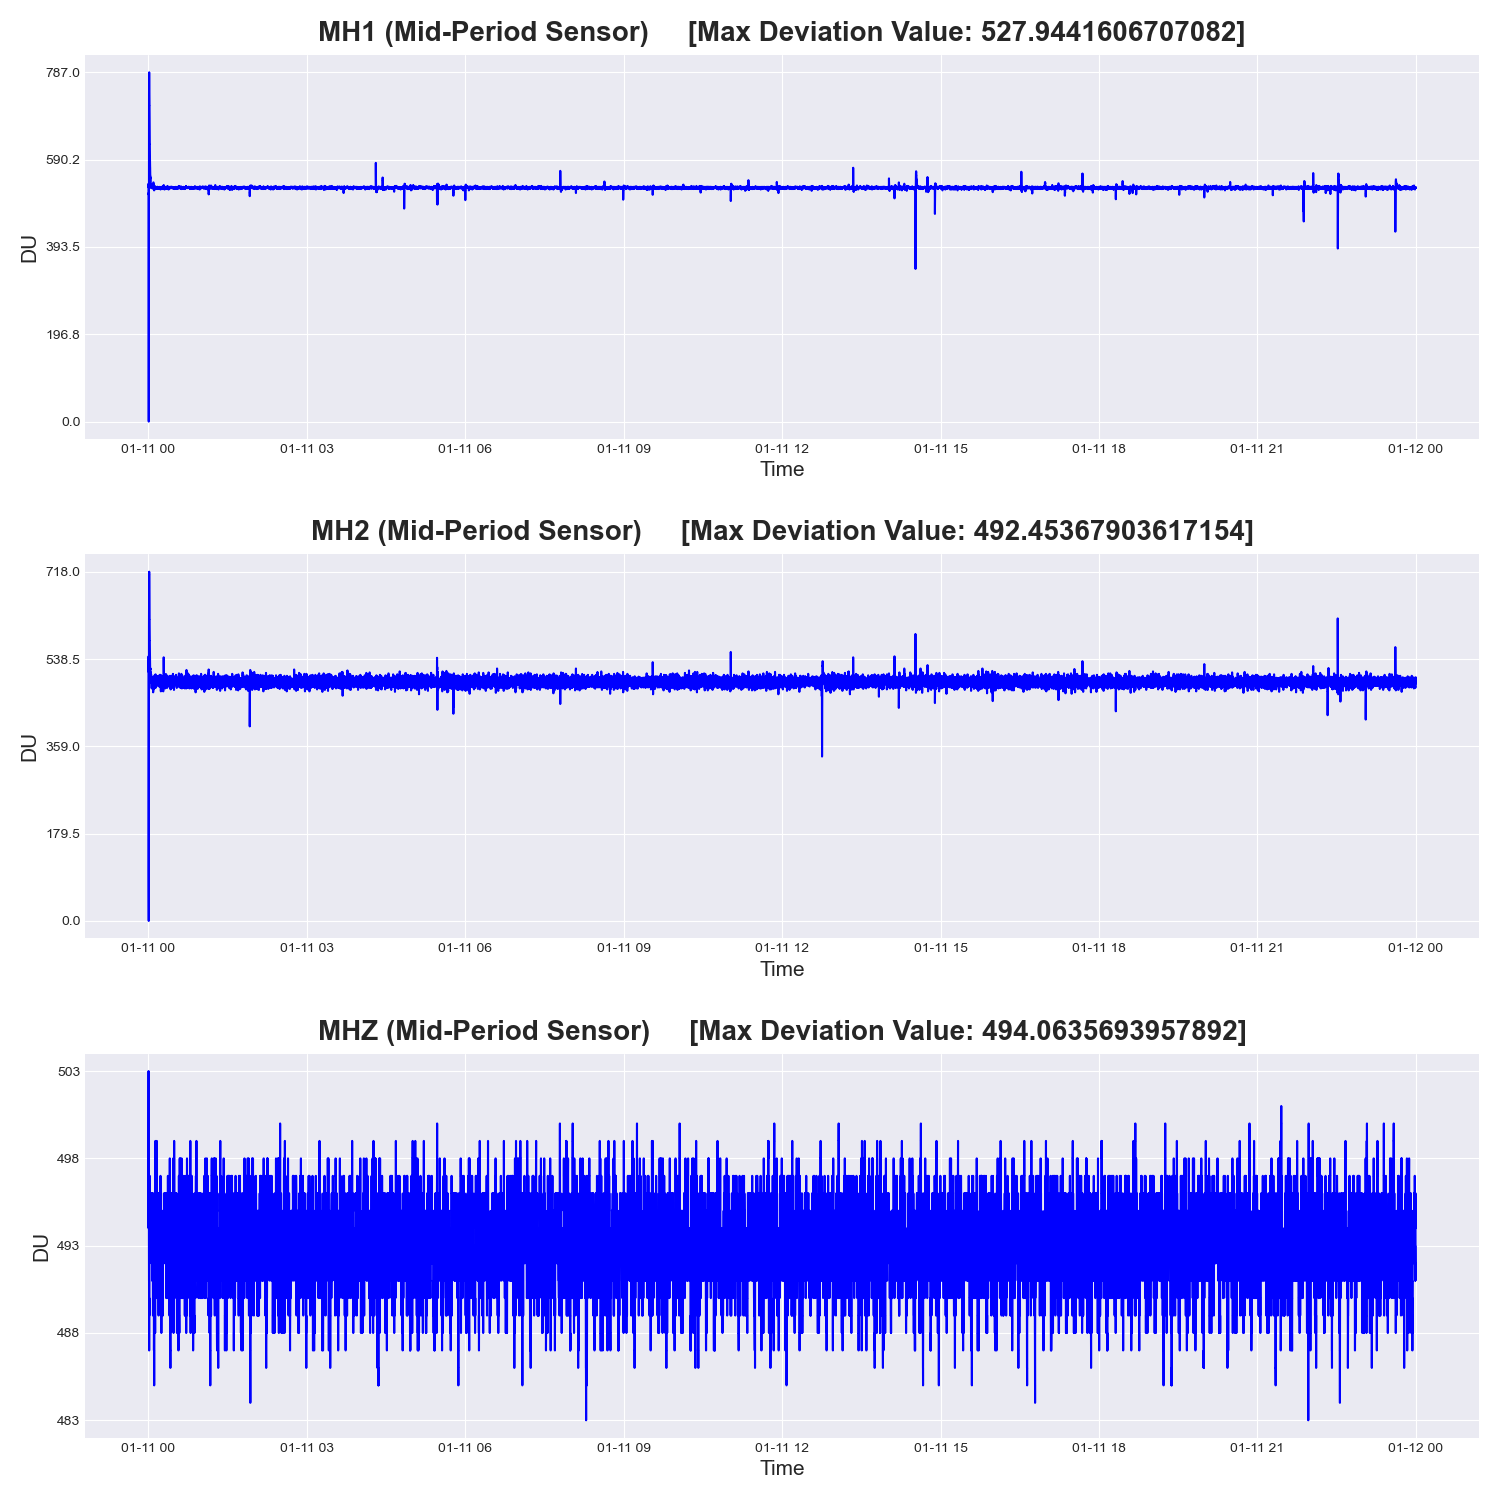 MH1 (Mid-Period Sensor) [Max Deviation Value: 527.9441606707082]
787.0
590.2
393.5
196.8
0.0
DU
01-11 00 01-11 03 01-11 06 01-11 09 01-11 12 01-11 15 01-11 18 01-11 21 01-12 00
Time
MH2 (Mid-Period Sensor) [Max Deviation Value: 492.45367903617154]
718.0
538.5
359.0
179.5
0.0
DU
01-11 00 01-11 03 01-11 06 01-11 09 01-11 12 01-11 15 01-11 18 01-11 21 01-12 00
Time
MHZ (Mid-Period Sensor) [Max Deviation Value: 494.0635693957892]
503
498
493
488
483
DU
01-11 00 01-11 03 01-11 06 01-11 09 01-11 12 01-11 15 01-11 18 01-11 21 01-12 00
Time